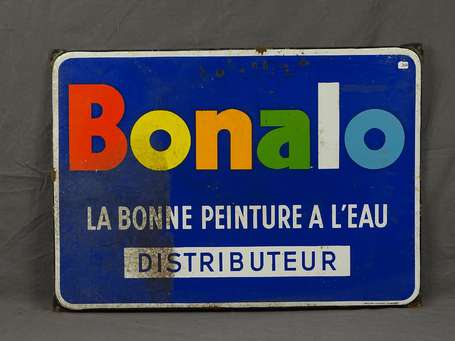 Bonalo
LA BONNE PEINTURE A L'EAU
DISTRIBUTEUR